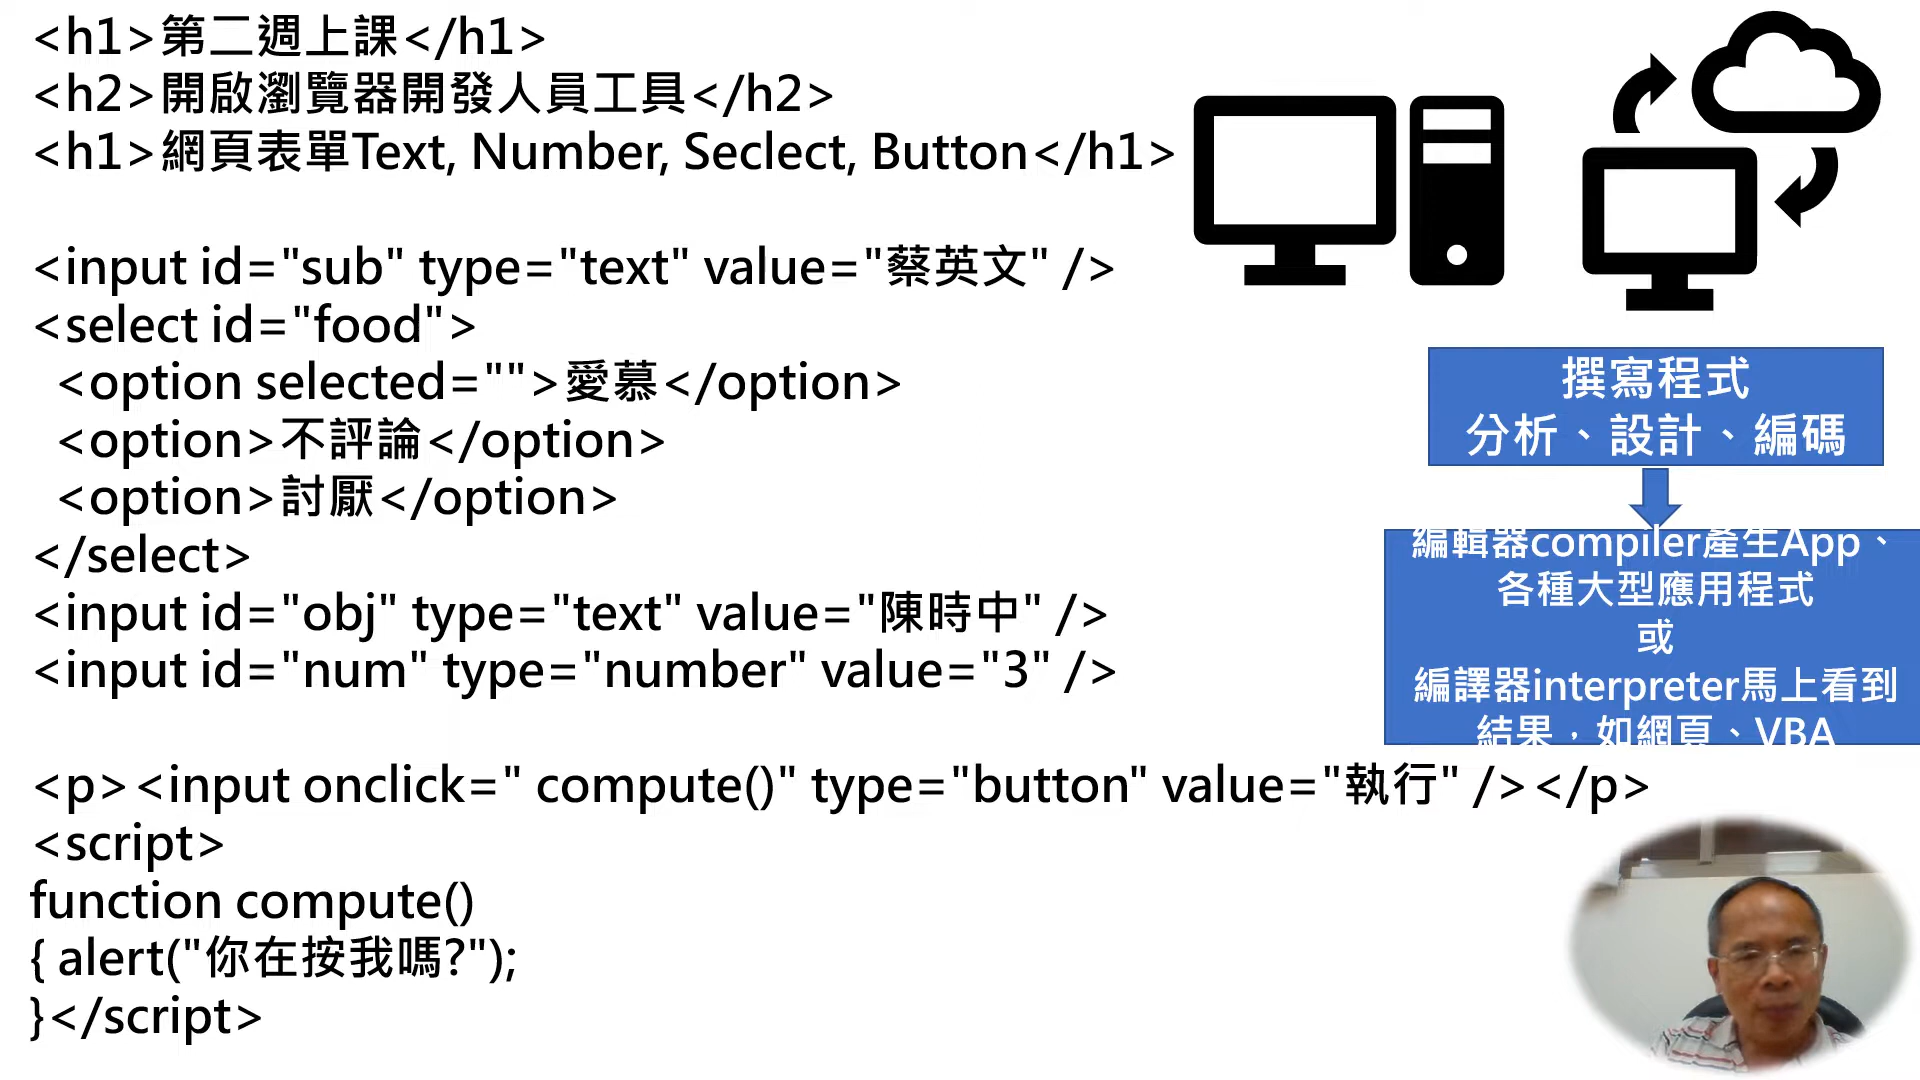 <h1>第二週上課</h1>
<h2>開啟瀏覽器開發人員工具</h2>
<h1>網頁表單Text, Number, Seclect, Button</h1>
<input id="sub" type="text" value="蔡英文" />
<select id="food">
<option selected="">愛慕</option>
<option>不評論</option>
<option>討厭</option>
</select>
<input id="obj" type="text" value="陳時中" />
<input id="num" type="number" value="3" />
<p><input onclick=" compute()" type="button" value="執行" /></p>
<script>
function compute()
{ alert("你在按我嗎?");
}</script>
撰寫程式
分析、設計、編碼
編輯器compiler產生App、
各種大型應用程式
或
編譯器interpreter馬上看到
結果，如網頁、VBA